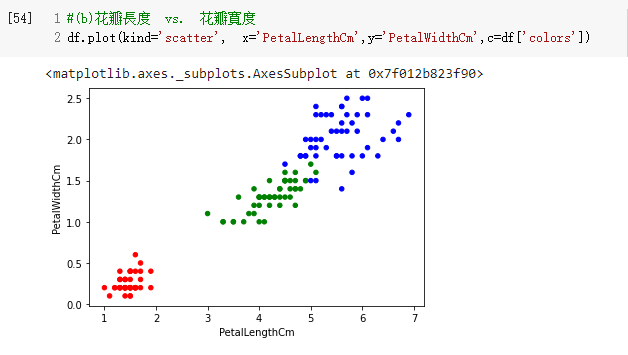 [54] 1 #(b)花瓣長度 vs. 花瓣寬度
2 df.plot(kind='scatter', x='PetalLengthCm',y='PetalWidthCm',c=df['colors'])
<matplotlib.axes._subplots.AxesSubplot at 0x7f012b823f90>
2.5
2.0
1.5
1.0
0.5
0.0
PetalWidthCm
1 2 3 4 5 6 7
PetalLengthCm